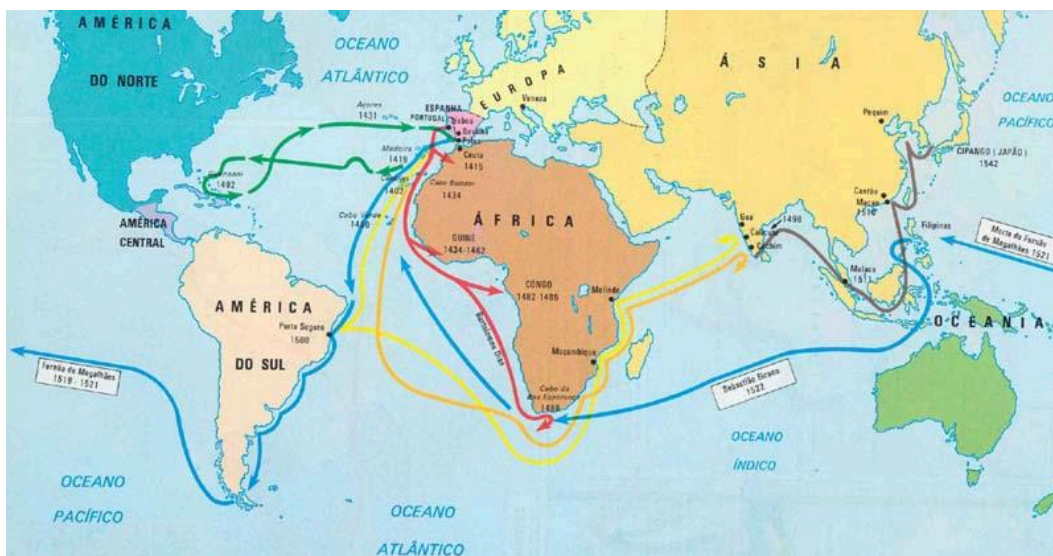 AMÉRICA
DO NORTE
OCEANO
ATLÂNTICO
EUROPA
ÁSIA
OCEANO
PACÍFICO
ESPANHA
PORTUGAL
Lisboa
Palos
Ceuta
1415
Veneza
Açores
1431
Madeira
1419
1402
Cabo Bojador
1434
Cabo Verde
1492
AMÉRICA
CENTRAL
ÁFRICA
GUINÉ
1434/1462
CONGO
1482-1485
Melinde
Moçambique
Bartolomeu Dias
Cabo da
Boa Esperança
1488
Goa
Calicute
Cochim
1498
Pequim
CIPANGO (JAPÃO)
1542
Cantão
Macau
Malaca
1511
Filipinas
Morte de Fernão
de Magalhães 1521
OCEÂNIA
AMÉRICA
DO SUL
Porto Seguro
1500
Fernão de Magalhães
1519-1521
Sebastião Elcano
1522
OCEANO
ÍNDICO
OCEANO
PACÍFICO
OCEANO
ATLÂNTICO